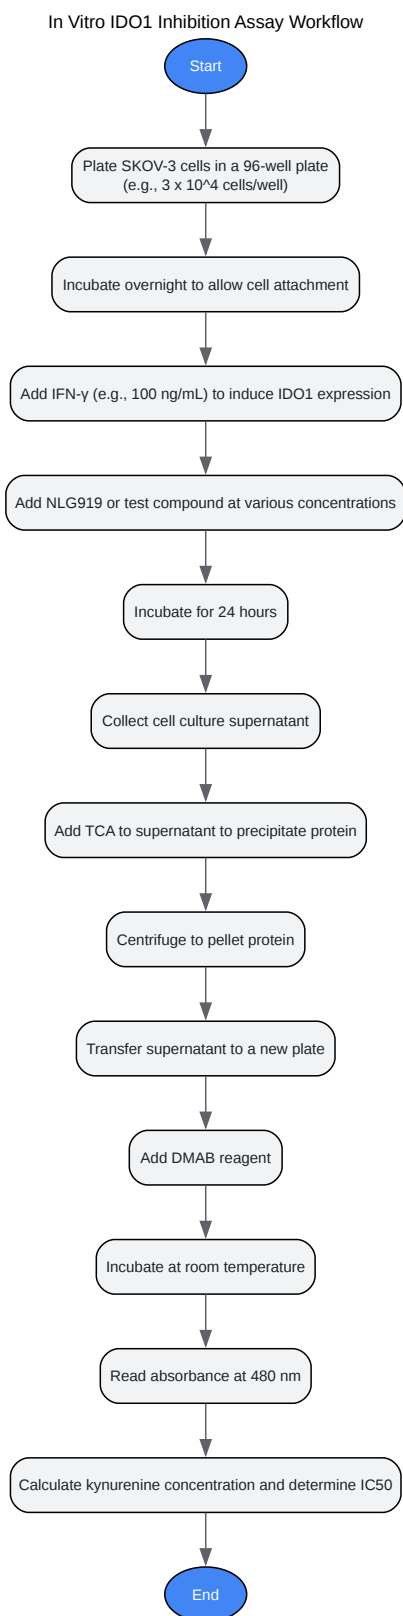 In Vitro IDO1 Inhibition Assay Workflow
Start
Plate SKOV-3 cells in a 96-well plate
(e.g., 3 x 10^4 cells/well)
Incubate overnight to allow cell attachment
Add IFN-γ (e.g., 100 ng/mL) to induce IDO1 expression
Add NLG919 or test compound at various concentrations
Incubate for 24 hours
Collect cell culture supernatant
Add TCA to supernatant to precipitate protein
Centrifuge to pellet protein
Transfer supernatant to a new plate
Add DMAB reagent
Incubate at room temperature
Read absorbance at 480 nm
Calculate kynurenine concentration and determine IC50
End